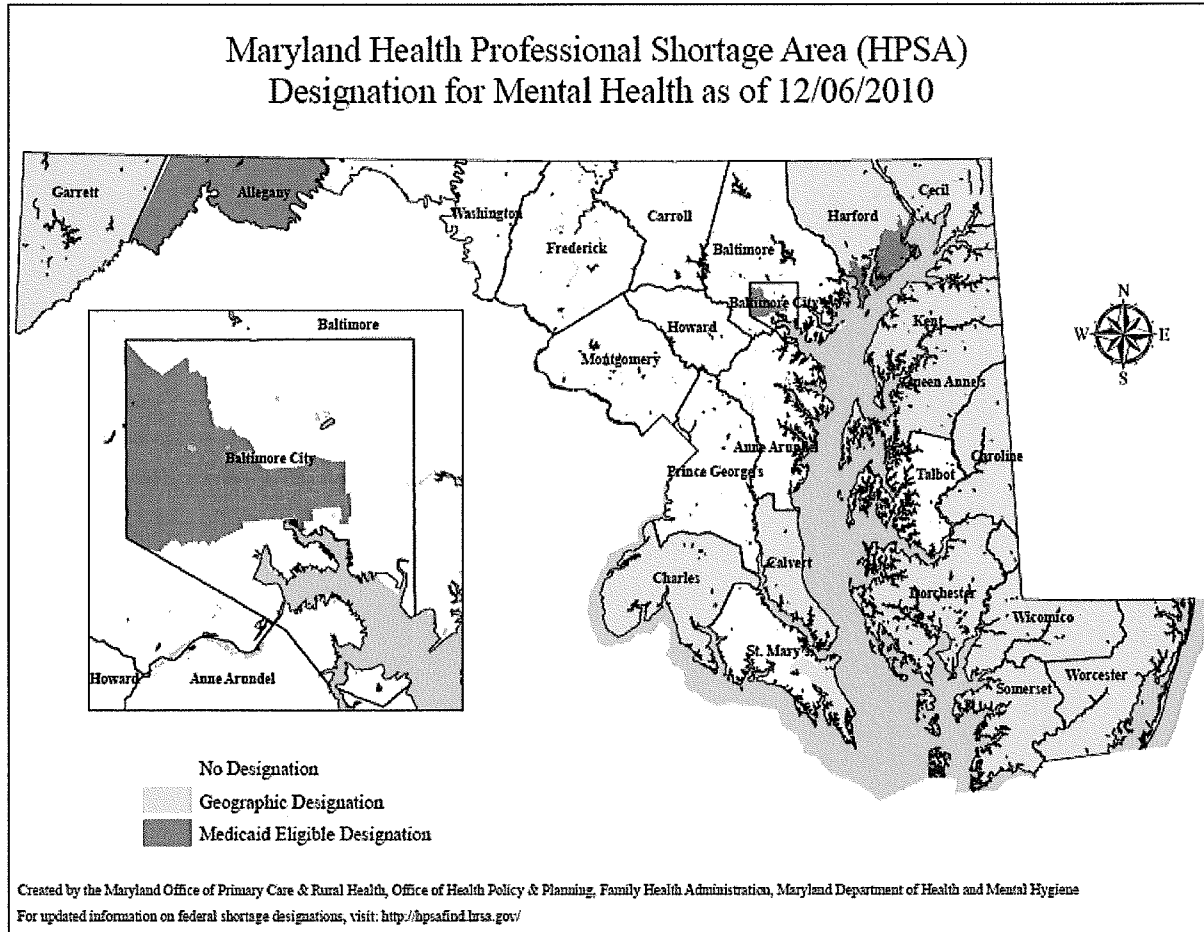 Maryland Health Professional Shortage Area (HPSA)
Designation for Mental Health as of 12/06/2010
Garrett
Allegany
Washington
Frederick
Carroll
Baltimore
Harford
Cecil
Baltimore City
Howard
Montgomery
Kent
Queen Anne's
Anne Arundel
Prince George's
Talbot
Caroline
Charles
Calvert
Dorchester
St. Mary's
Wicomico
Somerset
Worcester
N
W
E
S
Baltimore
Baltimore City
Howard
Anne Arundel
No Designation
Geographic Designation
Medicaid Eligible Designation
Created by the Maryland Office of Primary Care & Rural Health, Office of Health Policy & Planning, Family Health Administration, Maryland Department of Health and Mental Hygiene
For updated information on federal shortage designations, visit: http://hpsafind.hrsa.gov/